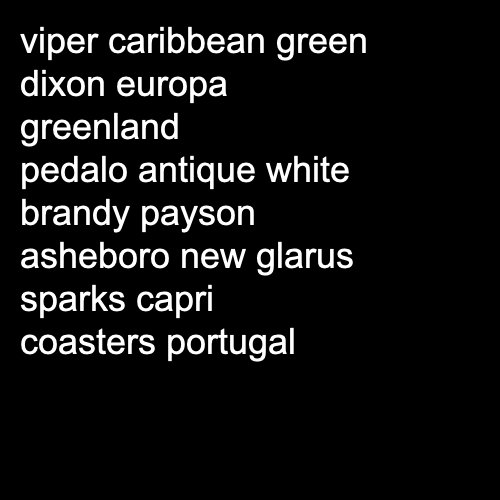 viper caribbean green
dixon europa
greenland
pedalo antique white
brandy payson
asheboro new glarus
sparks capri
coasters portugal